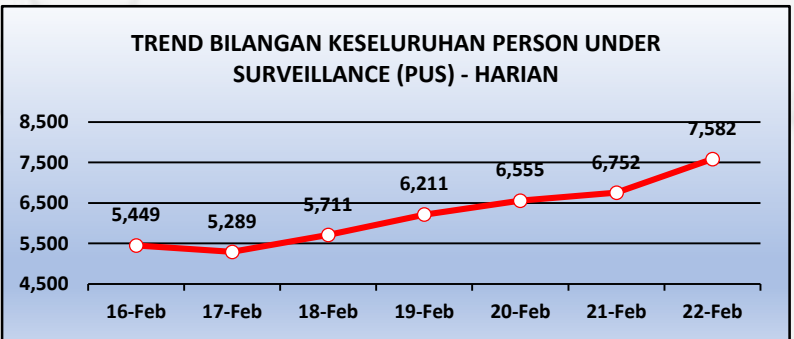 TREND BILANGAN KESELURUHAN PERSON UNDER
SURVEILLANCE (PUS) - HARIAN
8,500
7,500
6,500
5,500
4,500
5,449
5,289
5,711
6,211
6,555
6,752
7,582
16-Feb
17-Feb
18-Feb
19-Feb
20-Feb
21-Feb
22-Feb